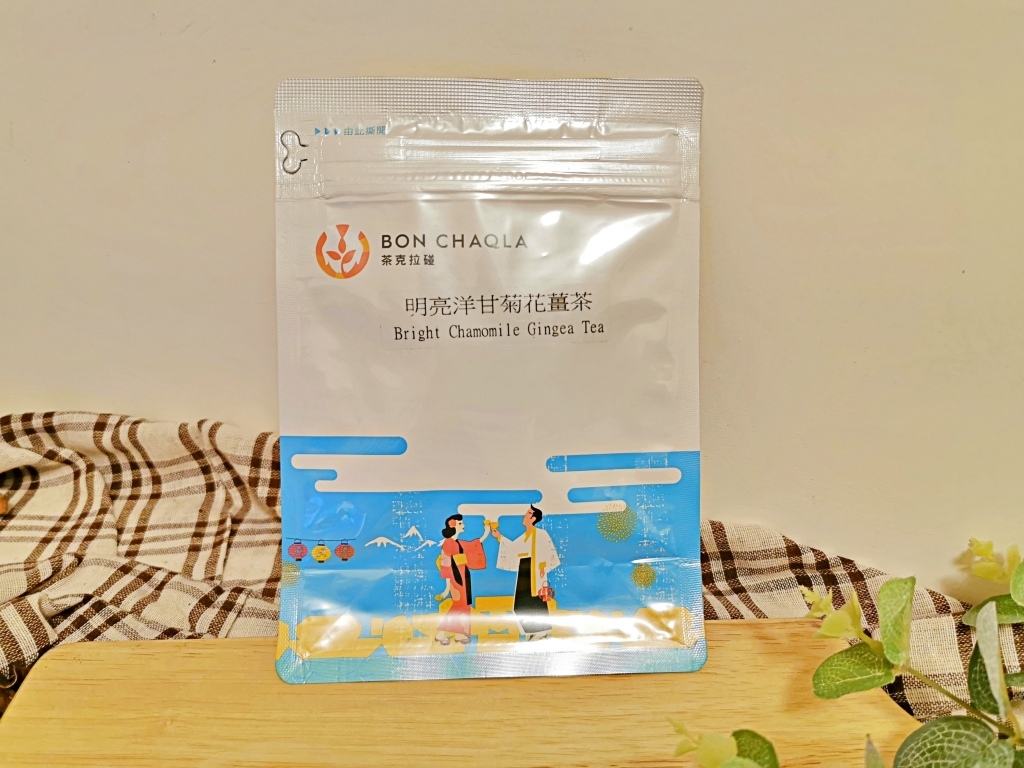 由此撕開
BON CHAQLA
茶克拉碰
明亮洋甘菊花薑茶
Bright Chamomile Gingea Tea